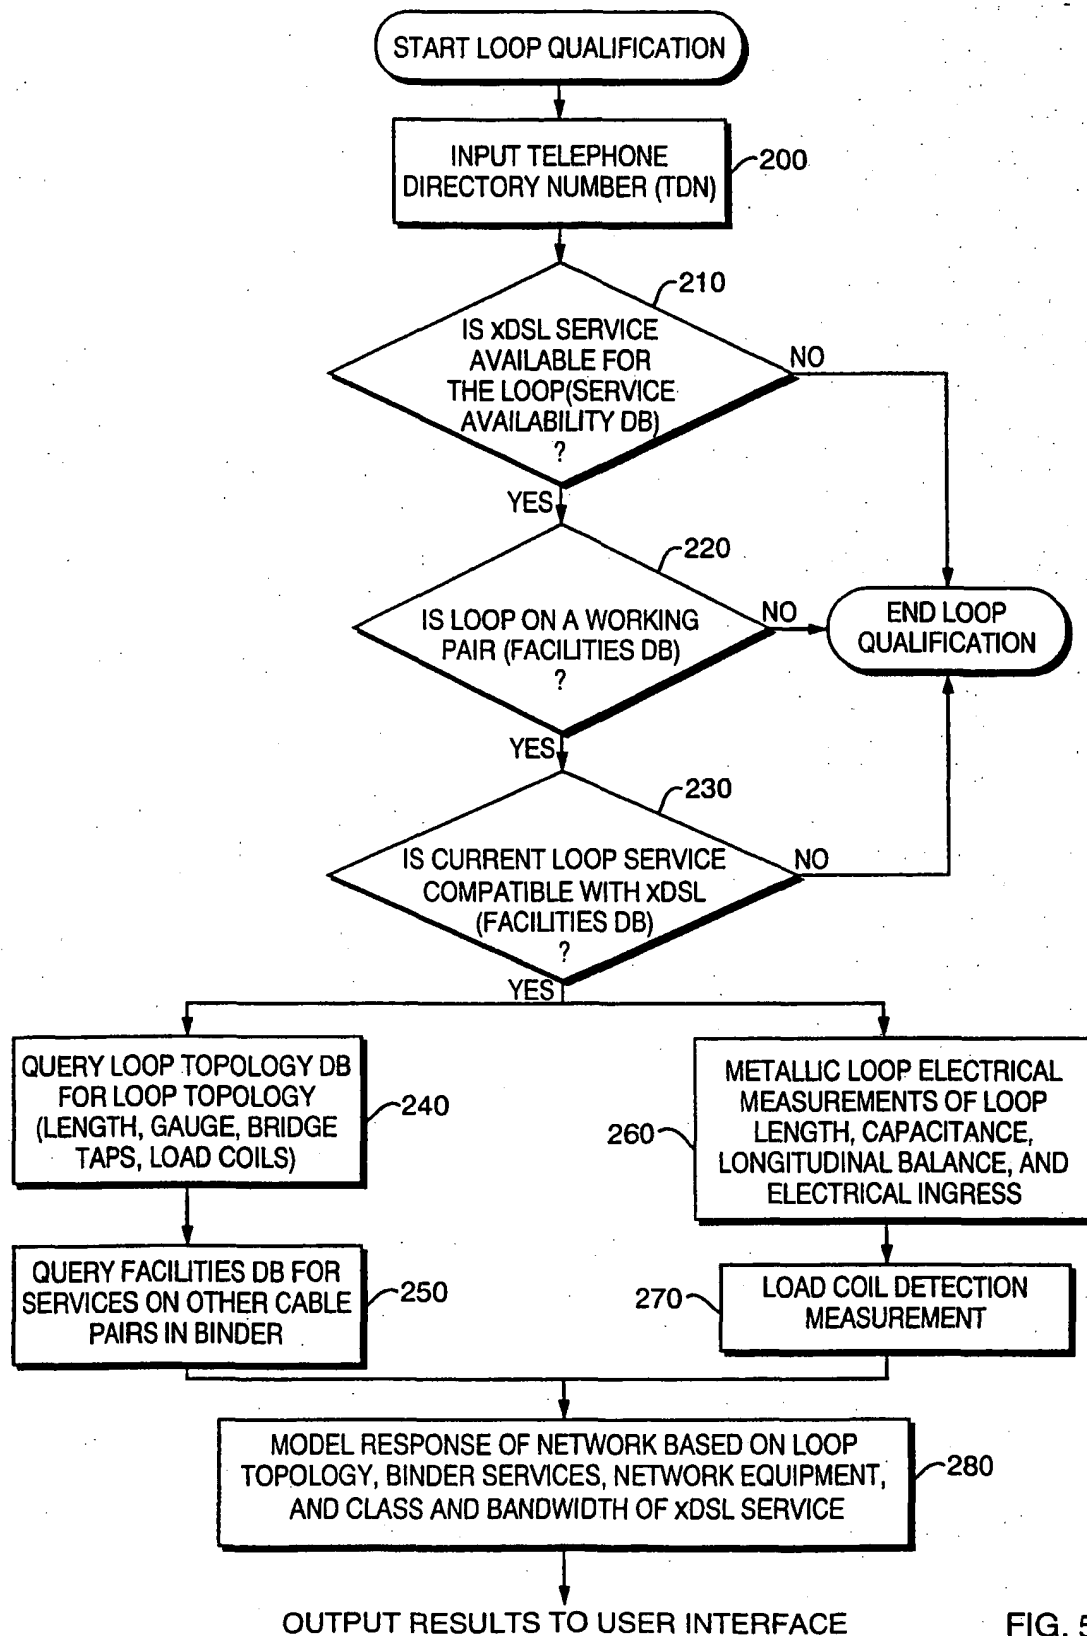 START LOOP QUALIFICATION
INPUT TELEPHONE
DIRECTORY NUMBER (TDN)
200
210
IS xDSL SERVICE
AVAILABLE FOR
THE LOOP(SERVICE
AVAILABILITY DB)
?
NO
YES
220
IS LOOP ON A WORKING
PAIR (FACILITIES DB)
?
NO
END LOOP
QUALIFICATION
YES
230
IS CURRENT LOOP SERVICE
COMPATIBLE WITH xDSL
(FACILITIES DB)
?
NO
YES
QUERY LOOP TOPOLOGY DB
FOR LOOP TOPOLOGY
(LENGTH, GAUGE, BRIDGE
TAPS, LOAD COILS)
240
260
METALLIC LOOP ELECTRICAL
MEASUREMENTS OF LOOP
LENGTH, CAPACITANCE,
LONGITUDINAL BALANCE, AND
ELECTRICAL INGRESS
QUERY FACILITIES DB FOR
SERVICES ON OTHER CABLE
PAIRS IN BINDER
250
270
LOAD COIL DETECTION
MEASUREMENT
MODEL RESPONSE OF NETWORK BASED ON LOOP
TOPOLOGY, BINDER SERVICES, NETWORK EQUIPMENT,
AND CLASS AND BANDWIDTH OF xDSL SERVICE
280
OUTPUT RESULTS TO USER INTERFACE
FIG. 5